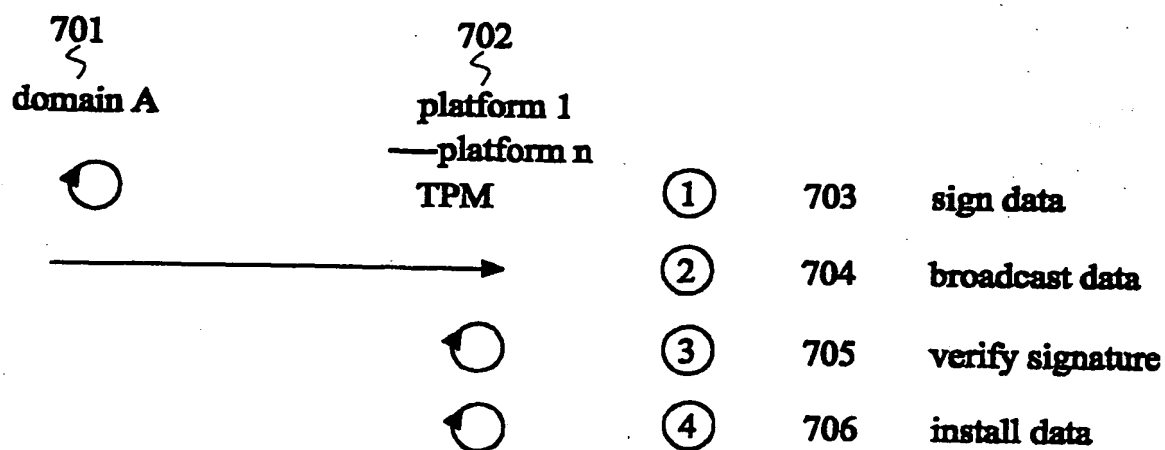 701
702
domain A
platform 1
platform n
TPM
1 703 sign data
2 704 broadcast data
3 705 verify signature
4 706 install data